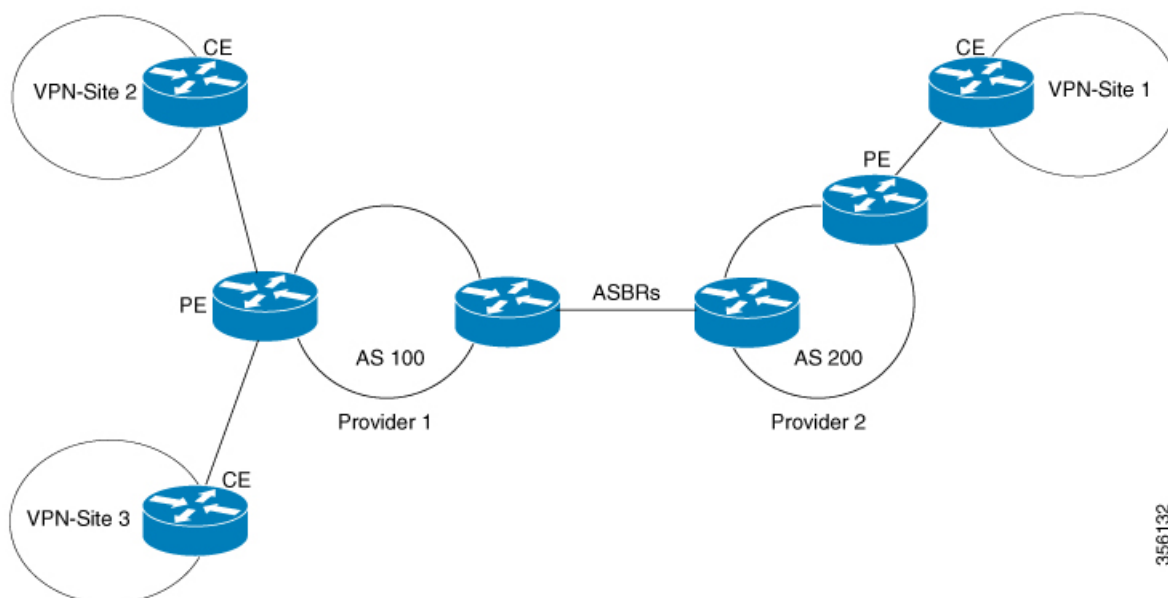 CE
CE
VPN-Site 2
VPN-Site 1
PE
PE
ASBRs
AS 100
AS 200
Provider 1
Provider 2
CE
VPN-Site 3
356132